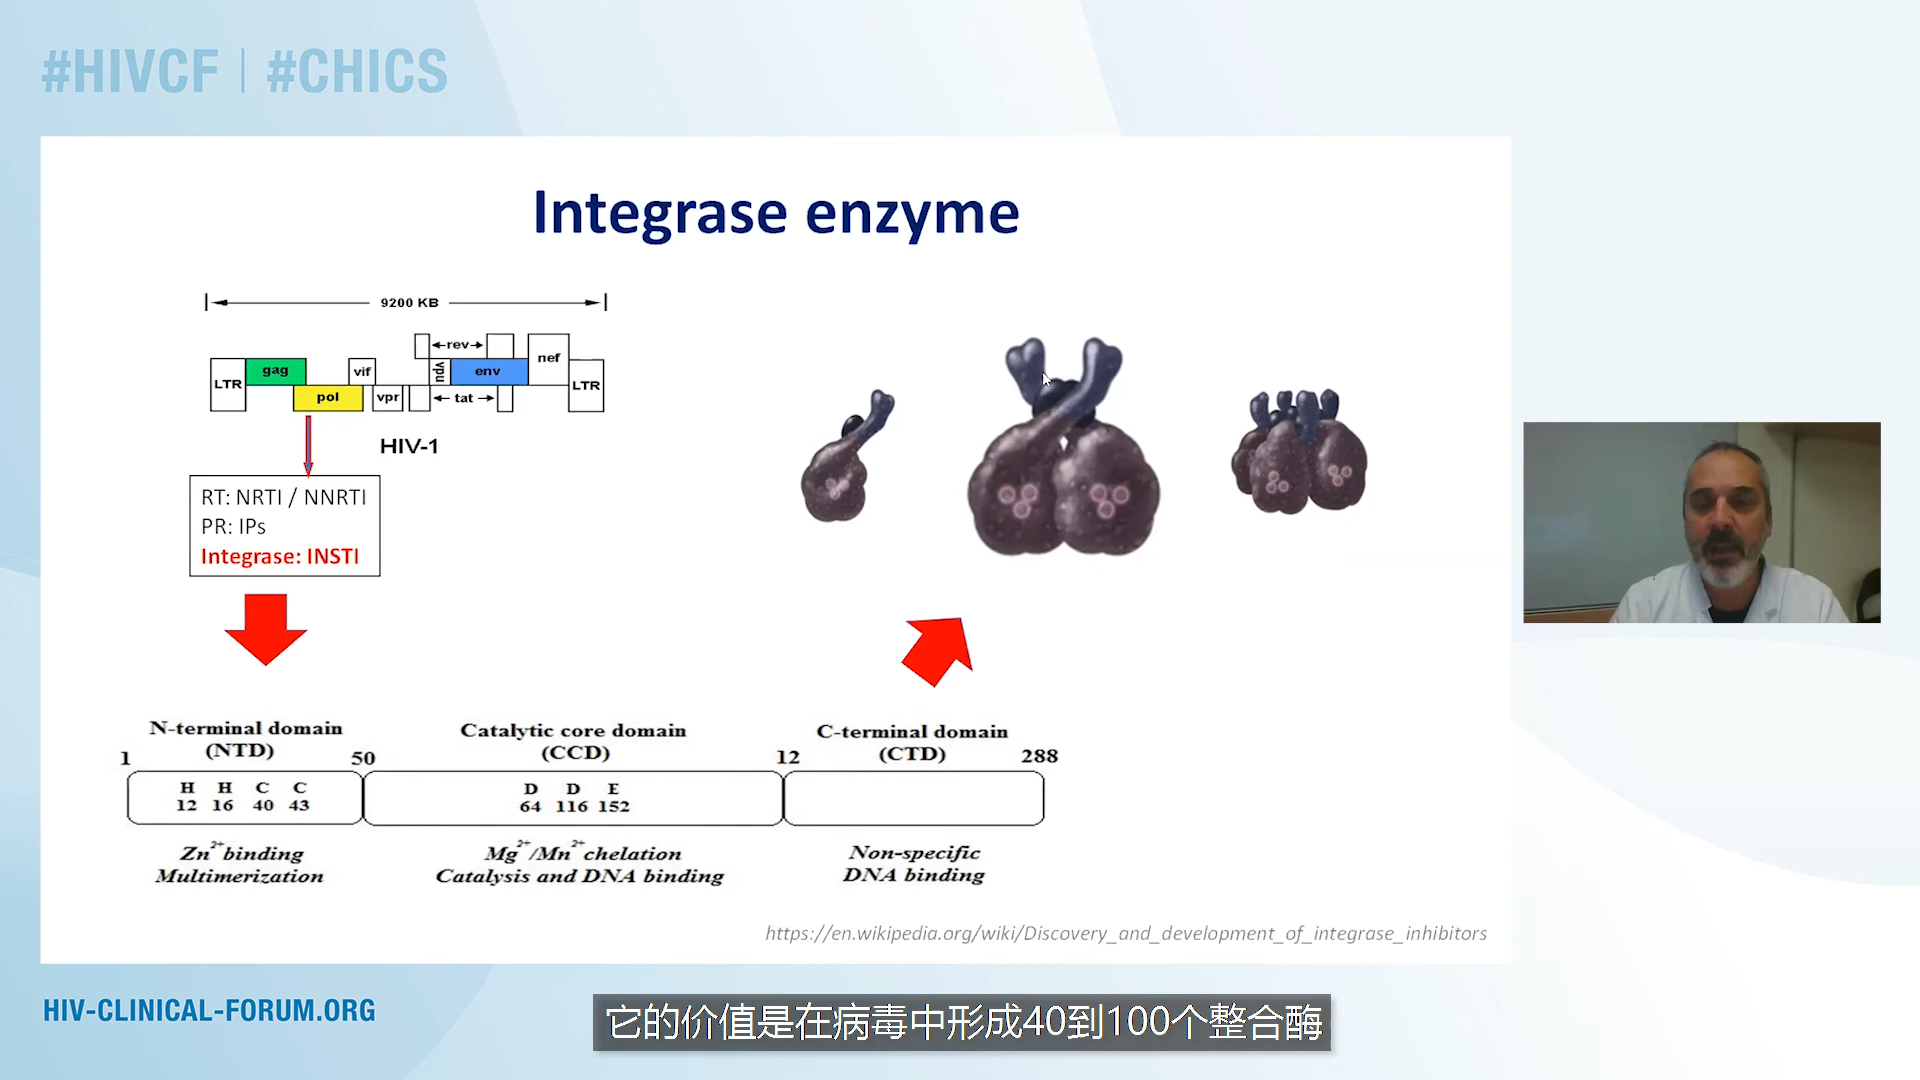 #HIVCF | #CHICS
Integrase enzyme
9200 KB
LTR
gag
pol
vif
vpr
rev
vpu
env
tat
nef
LTR
HIV-1
RT: NRTI / NNRTI
PR: IPs
Integrase: INSTI
N-terminal domain
(NTD)
1
50
H H C C
12 16 40 43
Zn2+ binding
Multimerization
Catalytic core domain
(CCD)
12
D D E
64 116 152
Mg2+/Mn2+ chelation
Catalysis and DNA binding
C-terminal domain
(CTD)
288
Non-specific
DNA binding
https://en.wikipedia.org/wiki/Discovery_and_development_of_integrase_inhibitors
HIV-CLINICAL-FORUM.ORG
它的价值是在病毒中形成40到100个整合酶